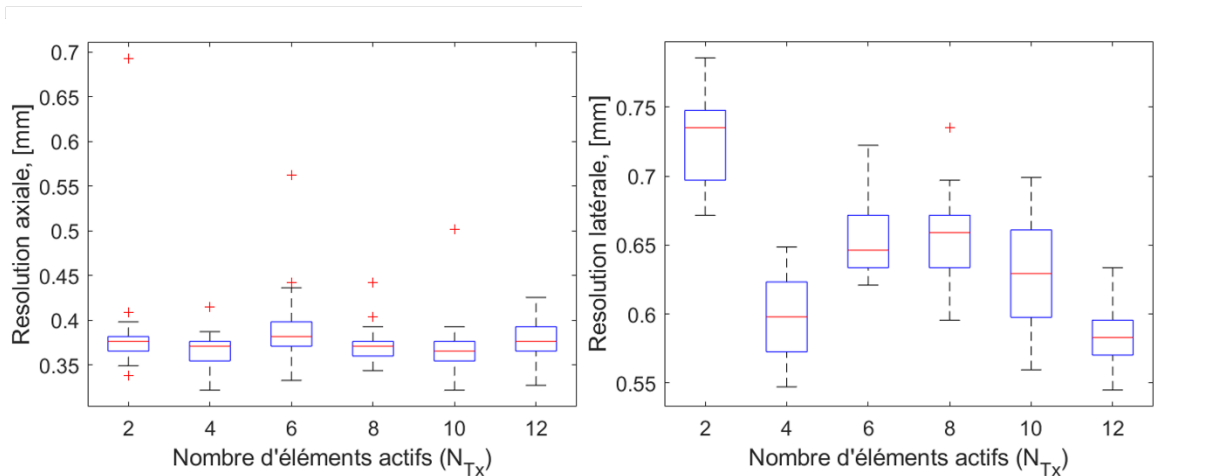 Resolution axiale, [mm]
0.7
0.65
0.6
0.55
0.5
0.45
0.4
0.35
2 4 6 8 10 12
Nombre d'éléments actifs (N_Tx)
Resolution latérale, [mm]
0.75
0.7
0.65
0.6
0.55
2 4 6 8 10 12
Nombre d'éléments actifs (N_Tx)